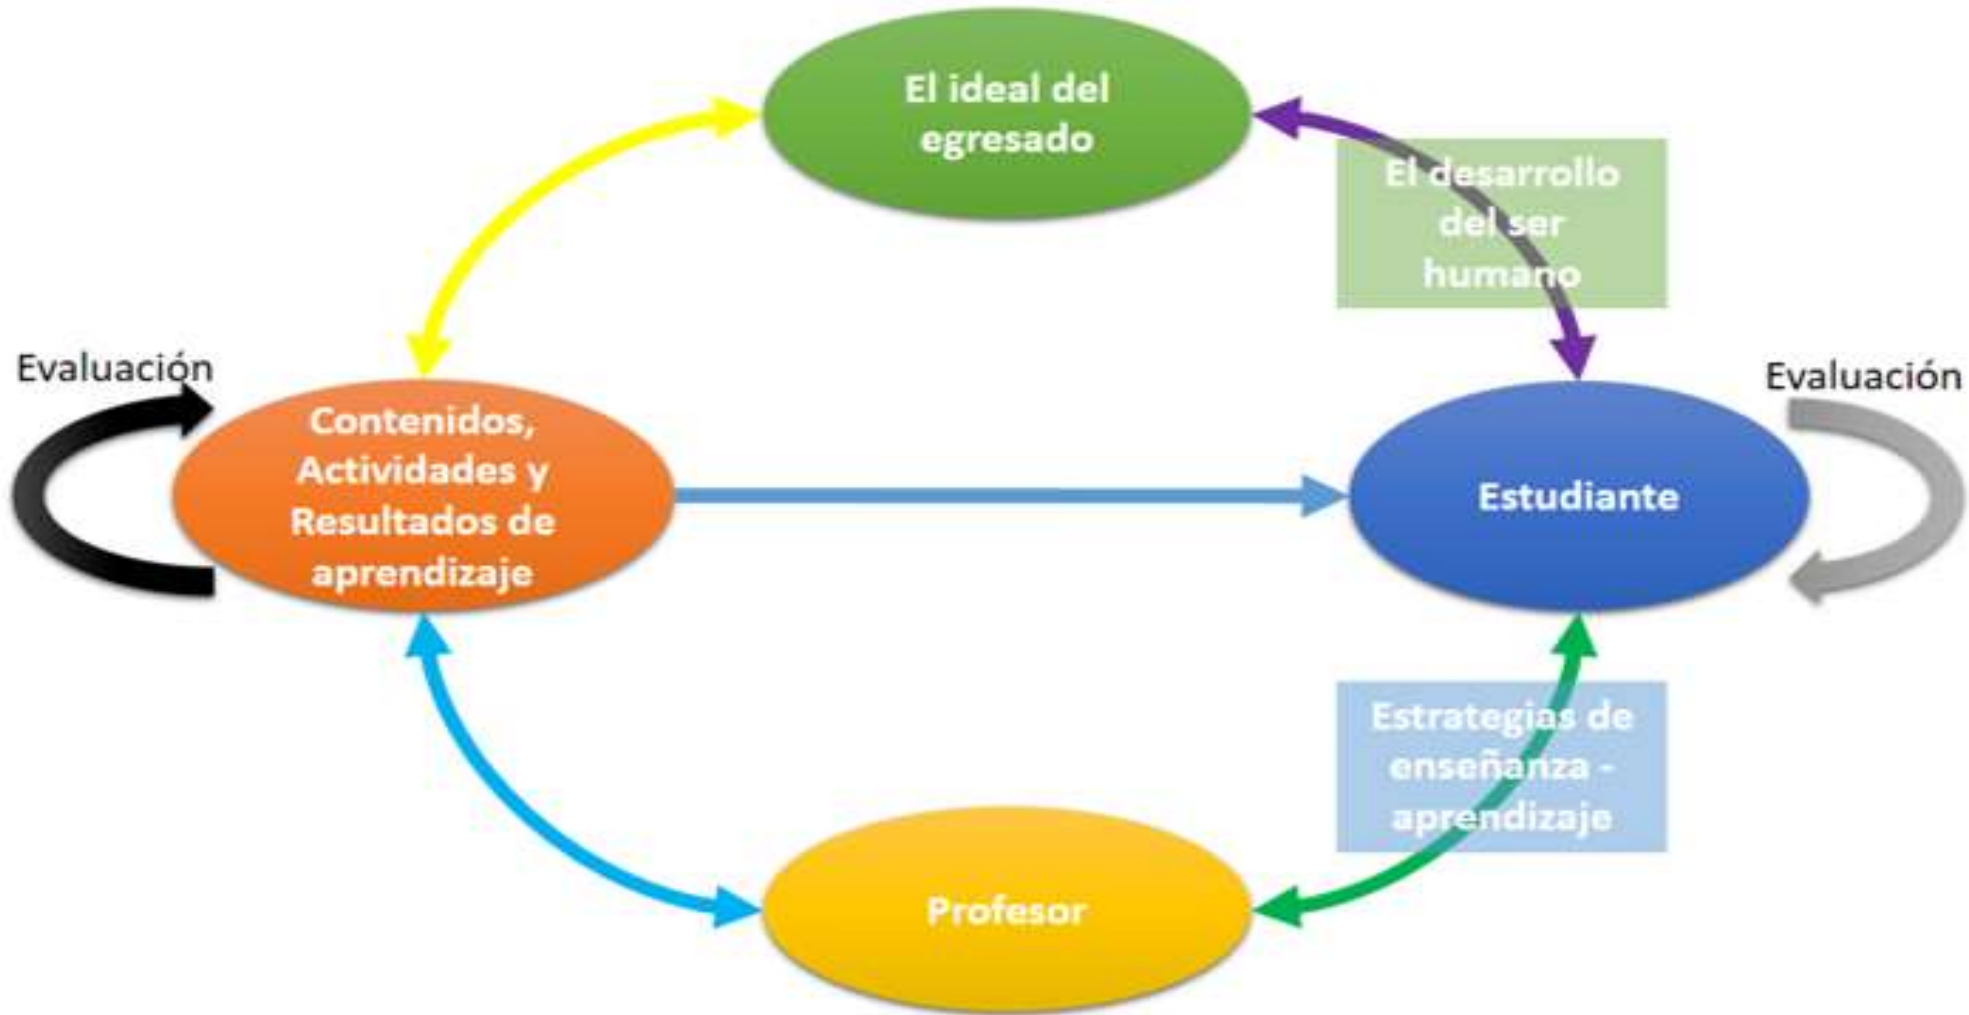 El ideal del
egresado
El desarrollo
del ser
humano
Evaluación
Evaluación
Contenidos,
Actividades y
Resultados de
aprendizaje
Estudiante
Estrategias de
enseñanza -
aprendizaje
Profesor